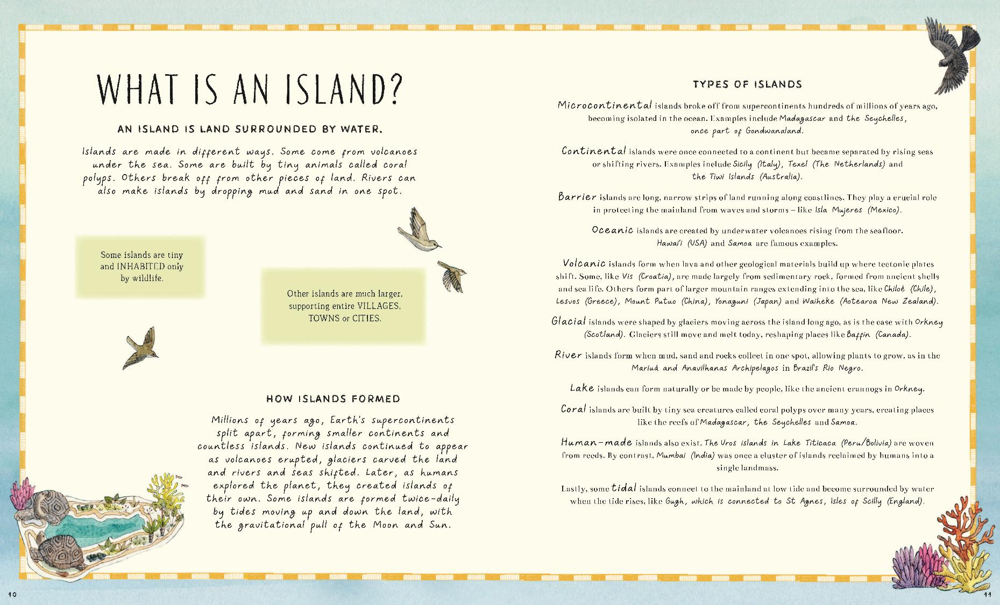 WHAT IS AN ISLAND?
AN ISLAND IS LAND SURROUNDED BY WATER.
Islands are made in different ways. Some come from volcanoes
under the sea. Some are built by tiny animals called coral
polyps. Others break off from other pieces of land. Rivers can
also make islands by dropping mud and sand in one spot.
Some islands are tiny
and INHABITED only
by wildlife.
Other islands are much larger,
supporting entire VILLAGES,
TOWNS or CITIES.
HOW ISLANDS FORMED
Millions of years ago, Earth's supercontinents
split apart, forming smaller continents and
countless islands. New islands continued to appear
as volcanoes erupted, glaciers carved the land
and rivers and seas shifted. Later, as humans
explored the planet, they created islands of
their own. Some islands are formed twice-daily
by tides moving up and down the land, with
the gravitational pull of the Moon and Sun.
10
TYPES OF ISLANDS
Microcontinental islands broke off from supercontinents hundreds of millions of years ago,
becoming isolated in the ocean. Examples include Madagascar and the Seychelles,
once part of Gondwanaland.
Continental islands were once connected to a continent but became separated by rising seas
or shifting rivers. Examples include Sicily (Italy), Texel (The Netherlands) and
the Tiwi Islands (Australia).
Barrier islands are long, narrow strips of land running along coastlines. They play a crucial role
in protecting the mainland from waves and storms – like Isla Mujeres (Mexico).
Oceanic islands are created by underwater volcanoes rising from the seafloor.
Hawai'i (USA) and Samoa are famous examples.
Volcanic islands form when lava and other geological materials build up where tectonic plates
shift. Some, like Vis (Croatia), are made largely from sedimentary rock, formed from ancient shells
and sea life. Others form part of larger mountain ranges extending into the sea, like Chiloé (Chile),
Lesvos (Greece), Mount Putuo (China), Yonaguni (Japan) and Waiheke (Aotearoa New Zealand).
Glacial islands were shaped by glaciers moving across the island long ago, as is the case with Orkney
(Scotland). Glaciers still move and melt today, reshaping places like Baffin (Canada).
River islands form when mud, sand and rocks collect in one spot, allowing plants to grow, as in the
Mariuá and Anavilhanas Archipelagos in Brazil's Rio Negro.
Lake islands can form naturally or be made by people, like the ancient crannogs in Orkney.
Coral islands are built by tiny sea creatures called coral polyps over many years, creating places
like the reefs of Madagascar, the Seychelles and Samoa.
Human-made islands also exist. The Uros islands in Lake Titicaca (Peru/Bolivia) are woven
from reeds. By contrast, Mumbai (India) was once a cluster of islands reclaimed by humans into a
single landmass.
Lastly, some tidal islands connect to the mainland at low tide and become surrounded by water
when the tide rises, like Gugh, which is connected to St Agnes, Isles of Scilly (England).
11